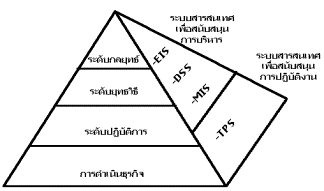 ระบบสารสนเทศ
เพื่อสนับสนุน
การบริหาร
ระบบสารสนเทศ
เพื่อสนับสนุน
การปฏิบัติงาน
ระดับกลยุทธ์
-EIS
-DSS
-MIS
-TPS
ระดับยุทธวิธี
ระดับปฏิบัติการ
การดำเนินธุรกิจ